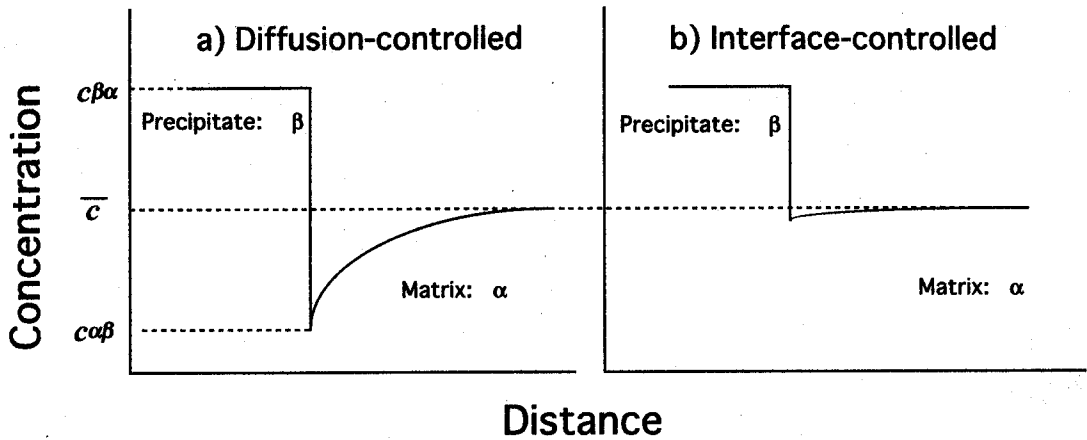 a) Diffusion-controlled
b) Interface-controlled
Concentration
cβα
Precipitate: β
c̅
Matrix: α
cαβ
Precipitate: β
Matrix: α
Distance